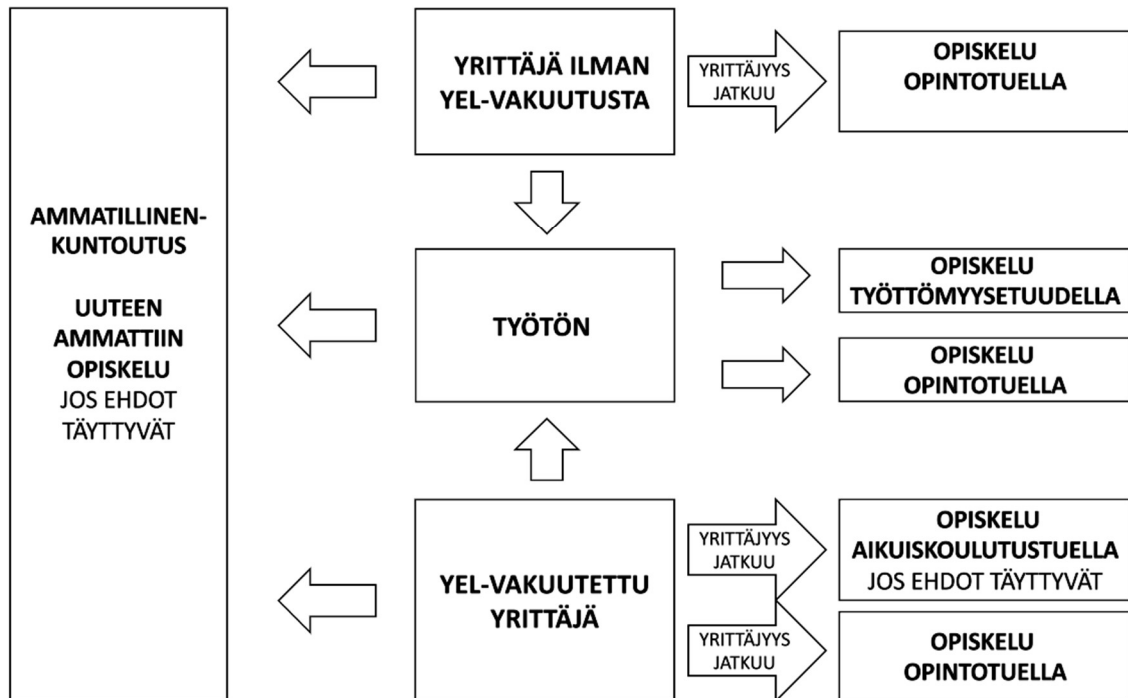 AMMATILLINEN-
KUNTOUTUS
UUTEEN
AMMATTIIN
OPISKELU
JOS EHDOT
TÄYTTYVÄT
YRITTÄJÄ ILMAN
YEL-VAKUUTUSTA
YRITTÄJYYS
JATKUU
OPISKELU
OPINTOTUELLA
TYÖTÖN
OPISKELU
TYÖTTÖMYYSETUUDELLA
OPISKELU
OPINTOTUELLA
YEL-VAKUUTETTU
YRITTÄJÄ
YRITTÄJYYS
JATKUU
OPISKELU
AIKUISKOULUTUSTUELLA
JOS EHDOT TÄYTTYVÄT
YRITTÄJYYS
JATKUU
OPISKELU
OPINTOTUELLA